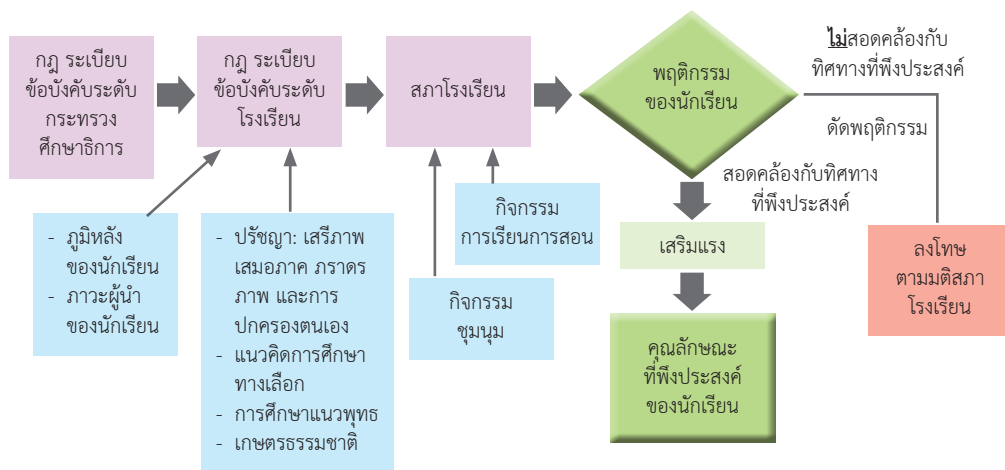 กฎ ระเบียบ
ข้อบังคับระดับ
กระทรวง
ศึกษาธิการ
กฎ ระเบียบ
ข้อบังคับระดับ
โรงเรียน
สภาโรงเรียน
พฤติกรรม
ของนักเรียน
ไม่สอดคล้องกับ
ทิศทางที่พึงประสงค์
ดัดพฤติกรรม
สอดคล้องกับทิศทาง
ที่พึงประสงค์
- ภูมิหลัง
ของนักเรียน
- ภาวะผู้นำ
ของนักเรียน
- ปรัชญา: เสรีภาพ
เสมอภาค ภราดร
ภาพ และการ
ปกครองตนเอง
- แนวคิดการศึกษา
ทางเลือก
- การศึกษาแนวพุทธ
- เกษตรธรรมชาติ
กิจกรรม
การเรียนการสอน
กิจกรรม
ชุมนุม
เสริมแรง
คุณลักษณะ
ที่พึงประสงค์
ของนักเรียน
ลงโทษ
ตามมติสภา
โรงเรียน